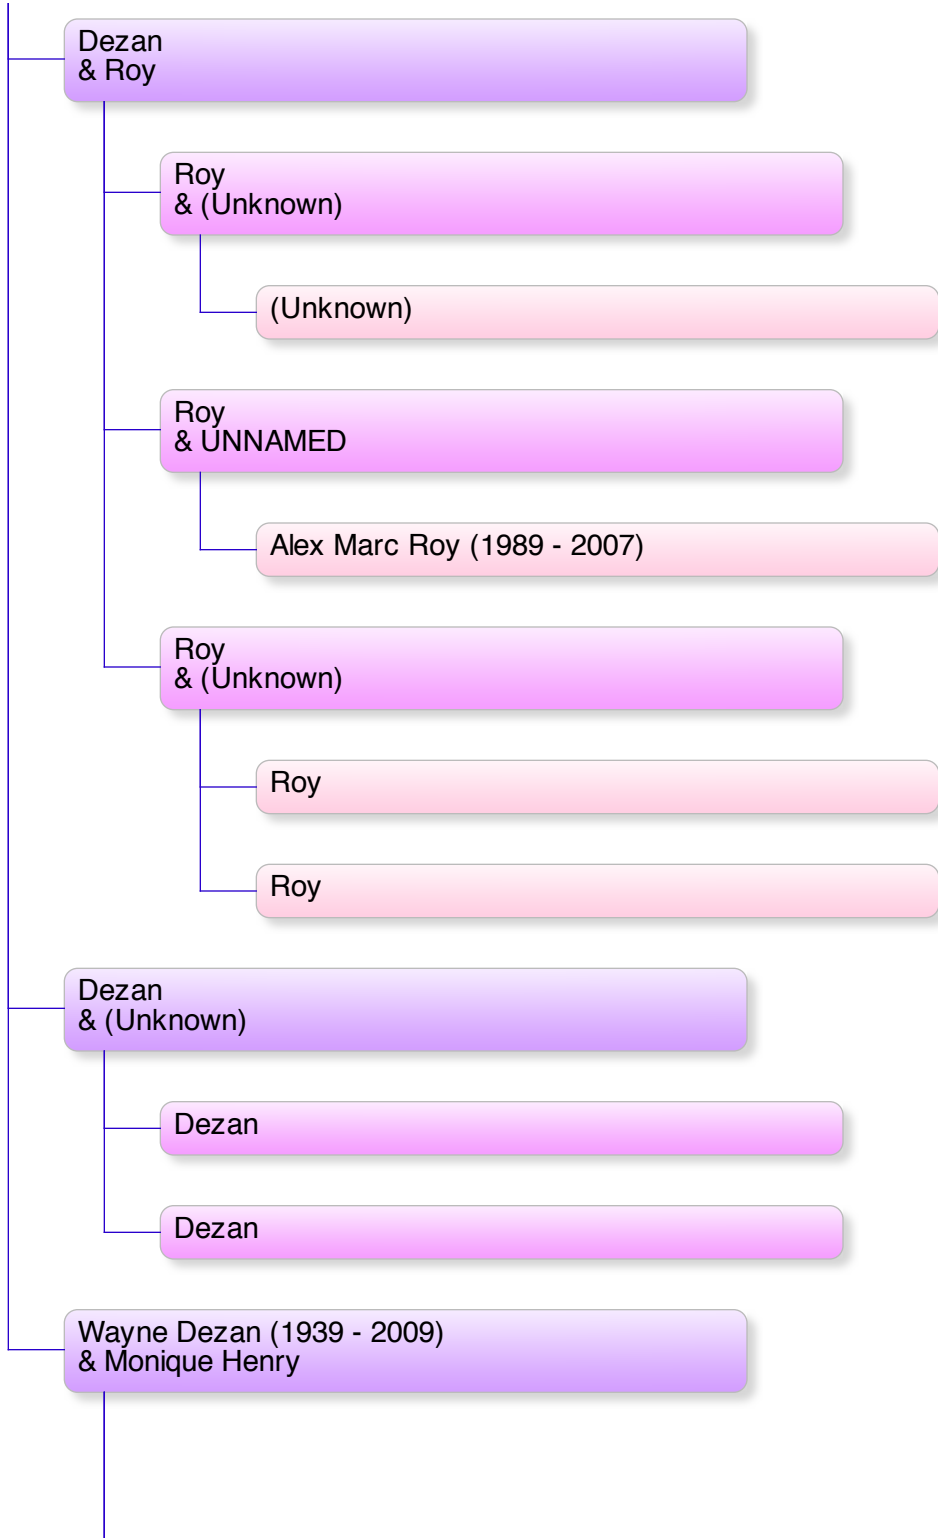 Dezan
& Roy
Roy
& (Unknown)
(Unknown)
Roy
& UNNAMED
Alex Marc Roy (1989 - 2007)
Roy
& (Unknown)
Roy
Roy
Dezan
& (Unknown)
Dezan
Dezan
Wayne Dezan (1939 - 2009)
& Monique Henry